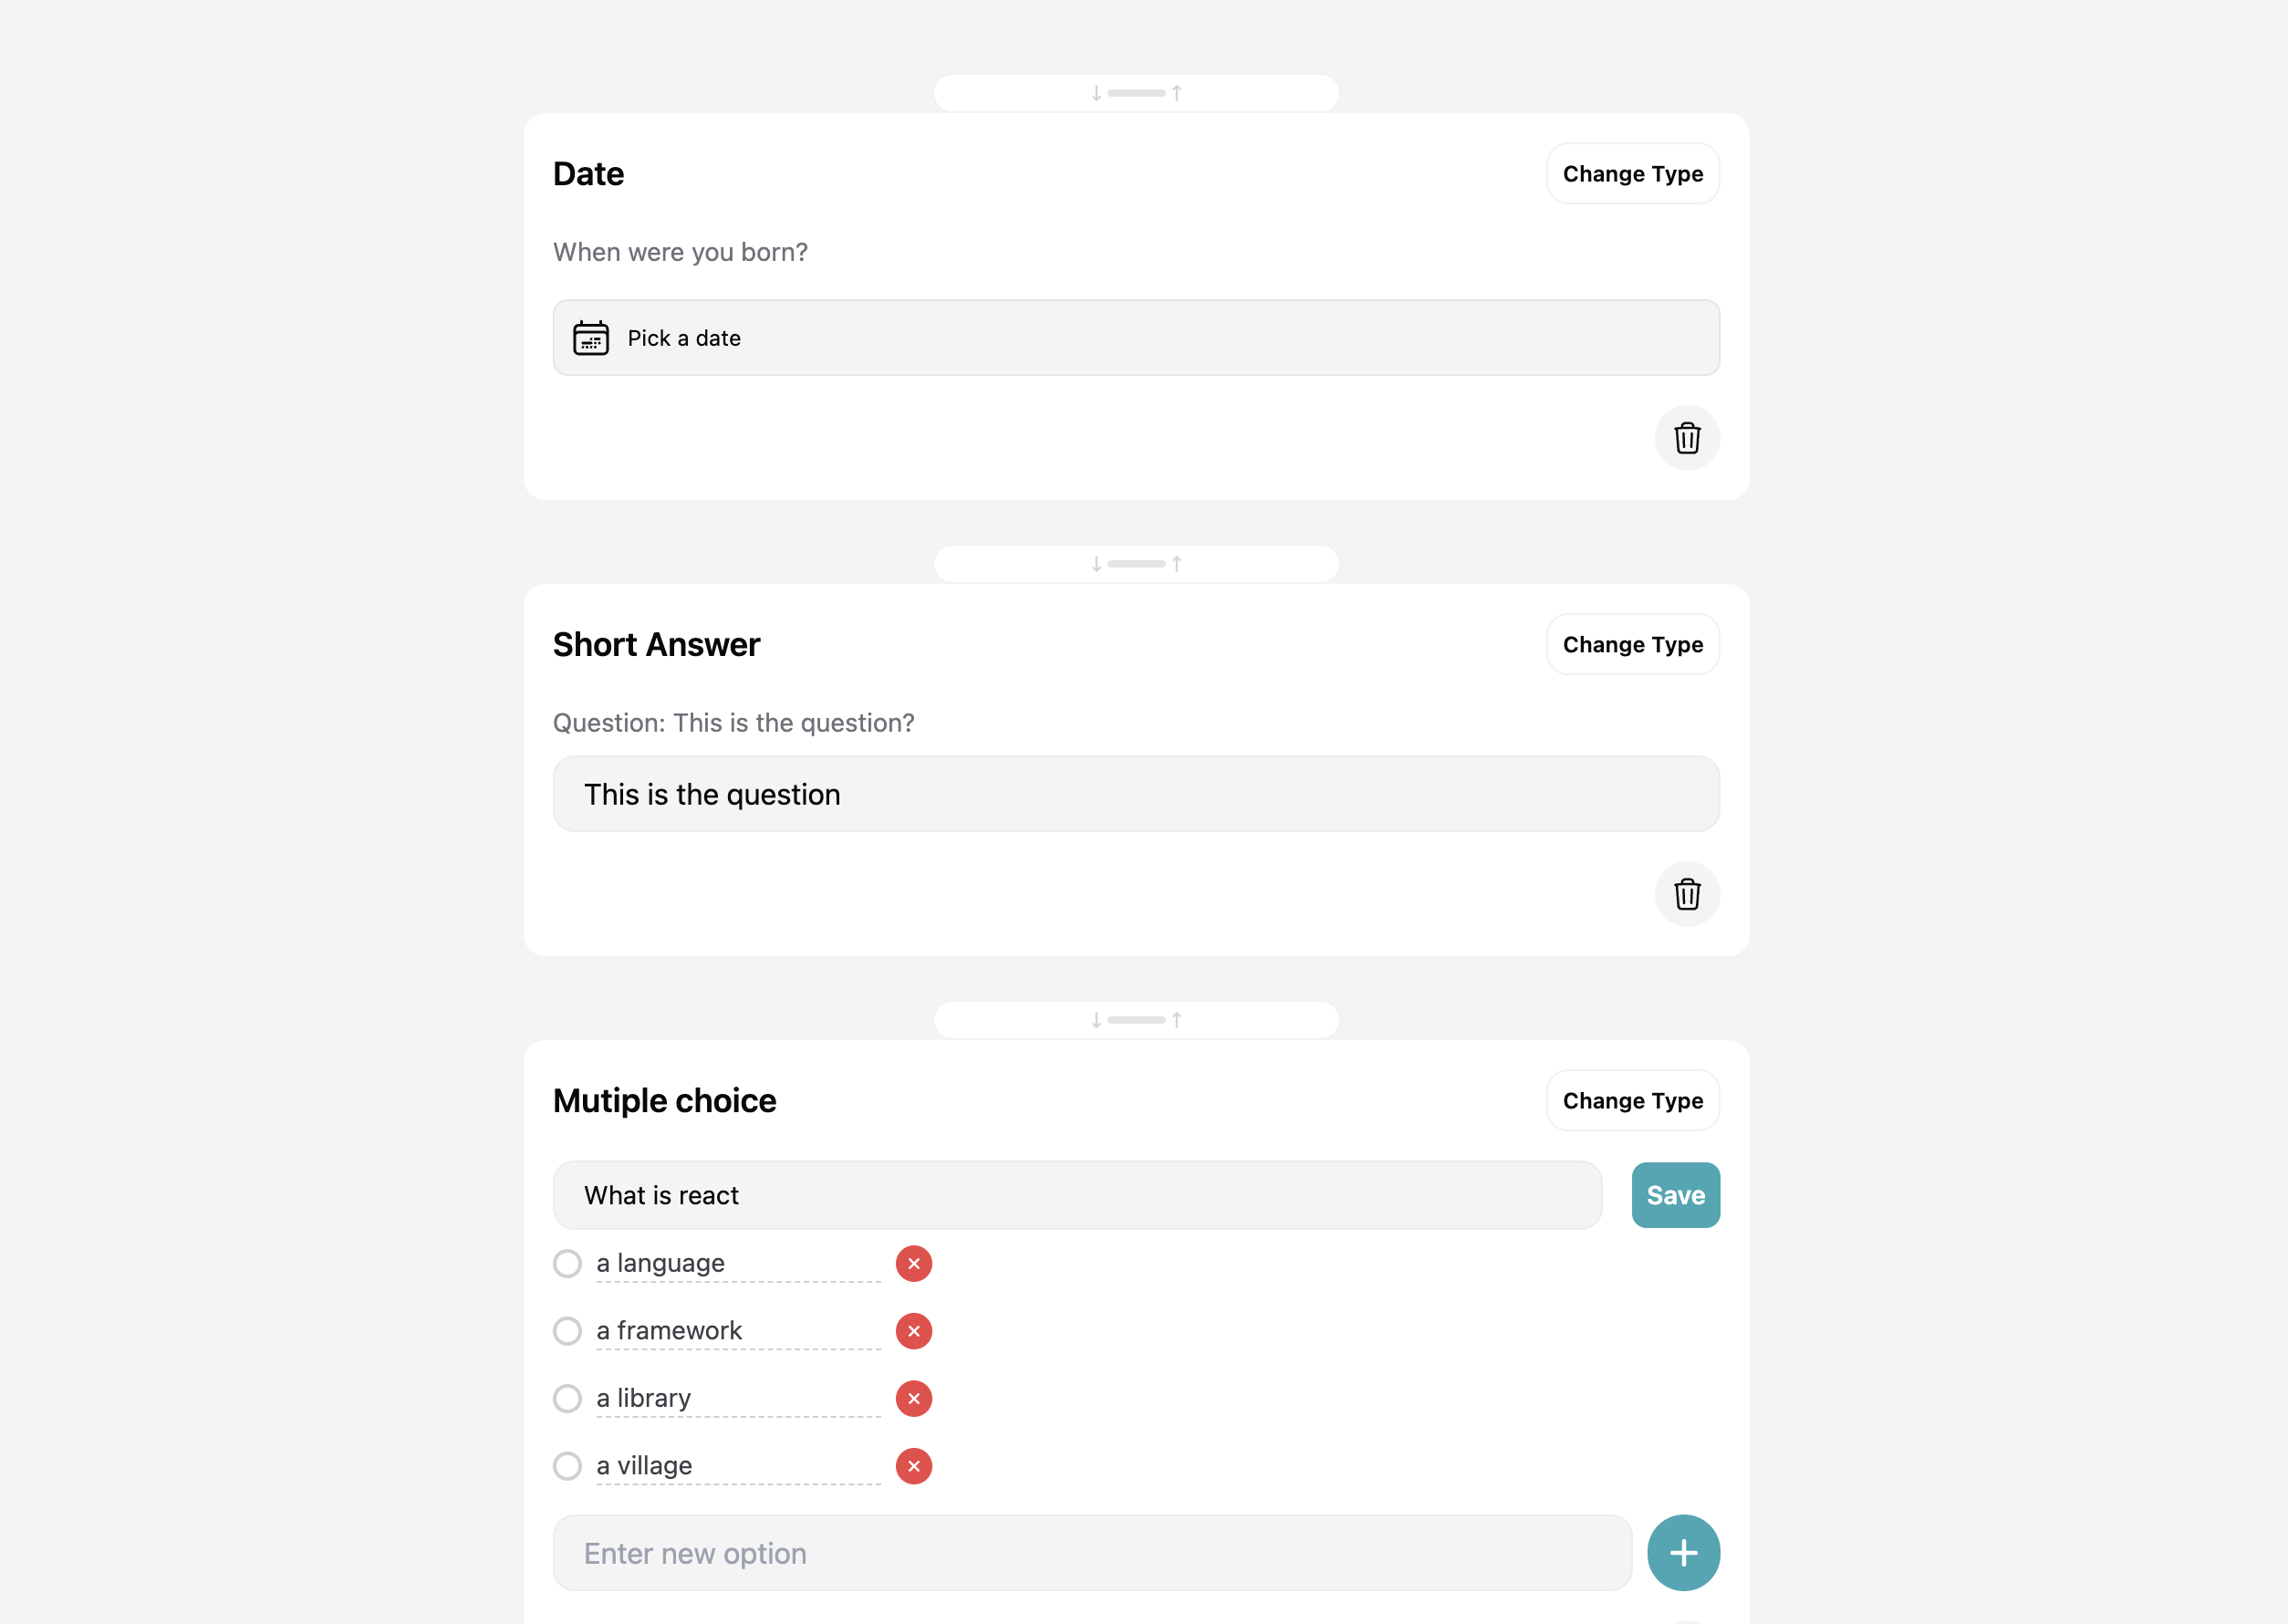 Date
Change Type
When were you born?
Pick a date
Short Answer
Change Type
Question: This is the question?
This is the question
Mutiple choice
Change Type
What is react
Save
a language
a framework
a library
a village
Enter new option